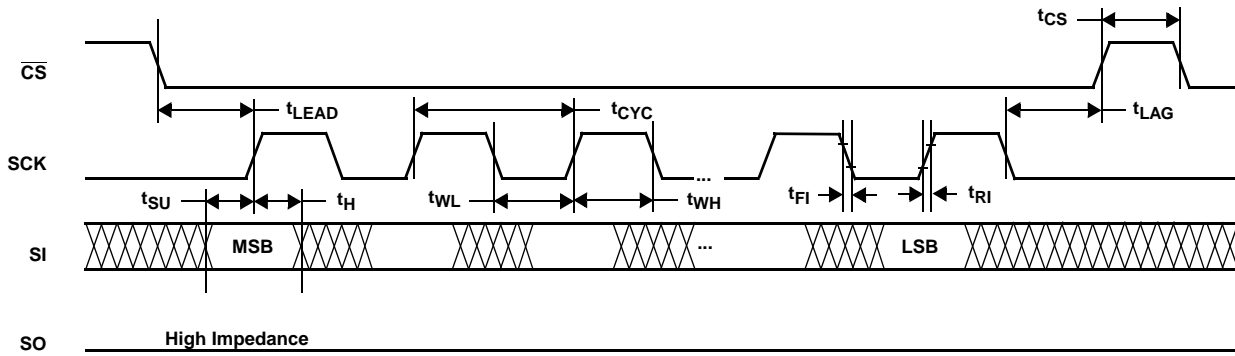 tCS
CS
tLEAD
tCYC
tLAG
SCK
...
tSU
tH
tWL
tWH
tFI
tRI
SI
MSB
...
LSB
High Impedance
SO